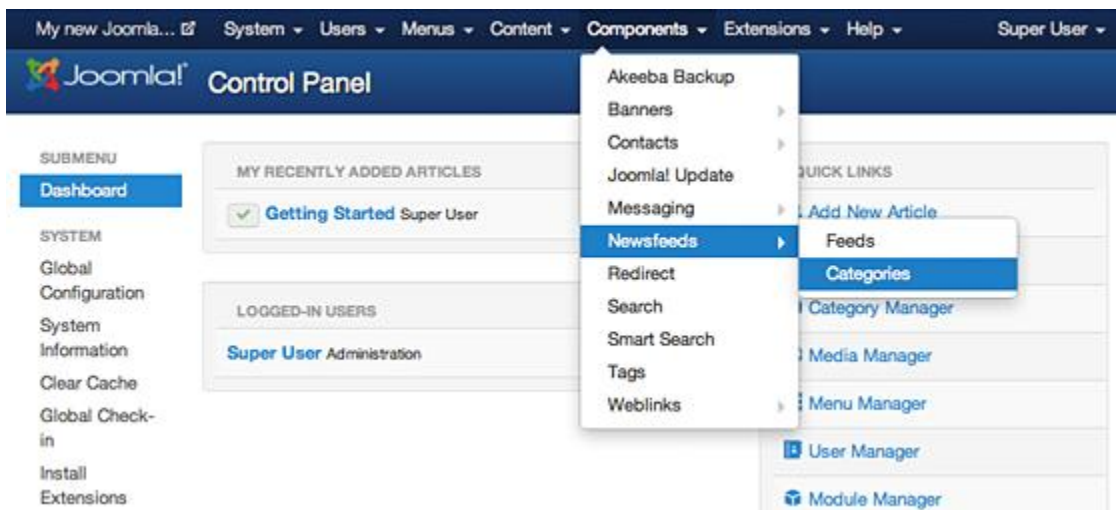 My new Joomla... System Users Menus Content Components Extensions Help Super User
Joomla!® Control Panel
SUBMENU
Dashboard
SYSTEM
Global
Configuration
System
Information
Clear Cache
Global Check-
in
Install
Extensions
MY RECENTLY ADDED ARTICLES
Getting Started Super User
LOGGED-IN USERS
Super User Administration
Akeeba Backup
Banners
Contacts
Joomla! Update
Messaging
Newsfeeds
Redirect
Search
Smart Search
Tags
Weblinks
Feeds
Categories
QUICK LINKS
Add New Article
Category Manager
Media Manager
Menu Manager
User Manager
Module Manager